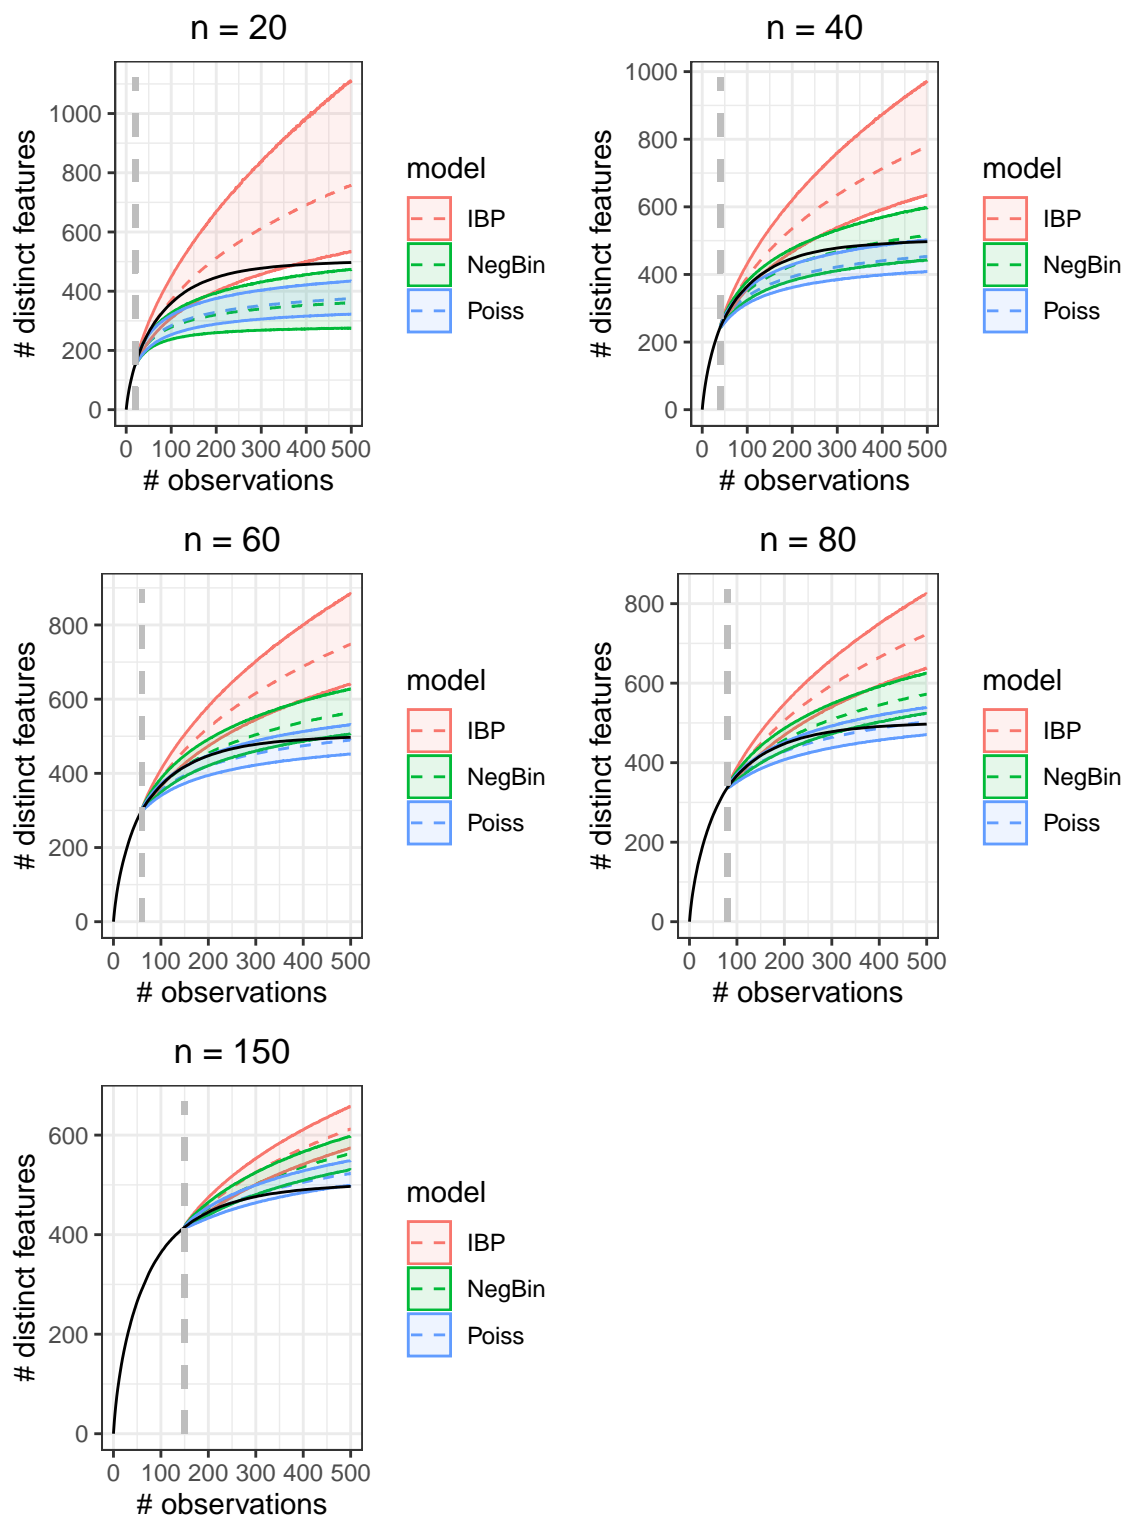 n = 20
# distinct features
1000
800
600
400
200
0
0 100 200 300 400 500
# observations
model
IBP
NegBin
Poiss
n = 40
# distinct features
1000
800
600
400
200
0
0 100 200 300 400 500
# observations
model
IBP
NegBin
Poiss
n = 60
# distinct features
800
600
400
200
0
0 100 200 300 400 500
# observations
model
IBP
NegBin
Poiss
n = 80
# distinct features
800
600
400
200
0
0 100 200 300 400 500
# observations
model
IBP
NegBin
Poiss
n = 150
# distinct features
600
400
200
0
0 100 200 300 400 500
# observations
model
IBP
NegBin
Poiss